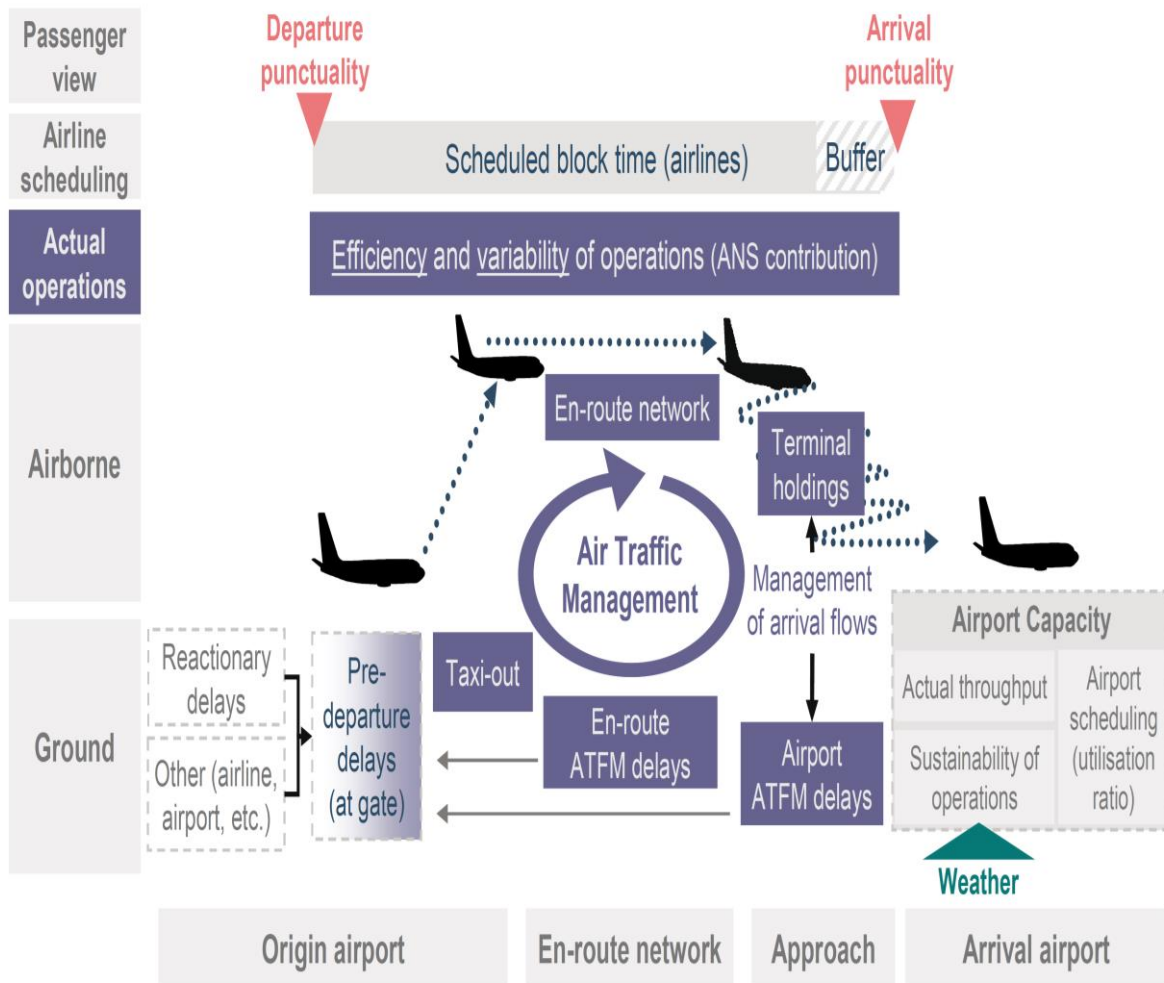 Passenger
view
Departure
punctuality
Arrival
punctuality
Airline
scheduling
Scheduled block time (airlines)
Buffer
Actual
operations
Efficiency and variability of operations (ANS contribution)
Airborne
En-route network
Terminal
holdings
Air Traffic
Management
Management
of arrival flows
Ground
Reactionary
delays
Other (airline,
airport, etc.)
Pre-
departure
delays
(at gate)
Taxi-out
En-route
ATFM delays
Airport
ATFM delays
Airport Capacity
Actual throughput
Sustainability of
operations
Airport
scheduling
(utilisation
ratio)
Weather
Origin airport
En-route network
Approach
Arrival airport